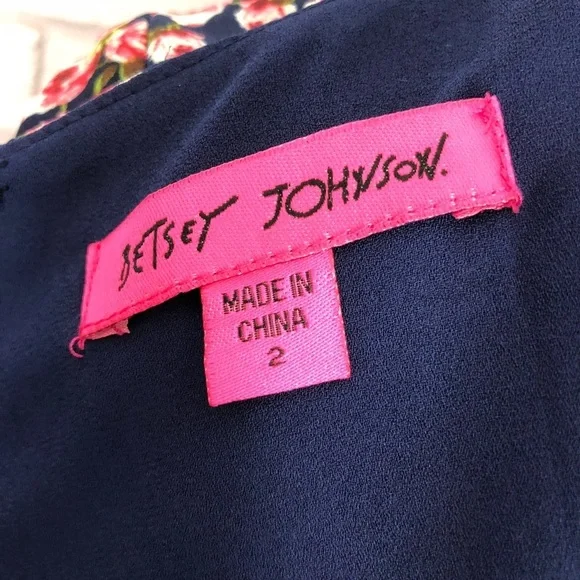 BETSEY JOHNSON.
MADE IN
CHINA
2